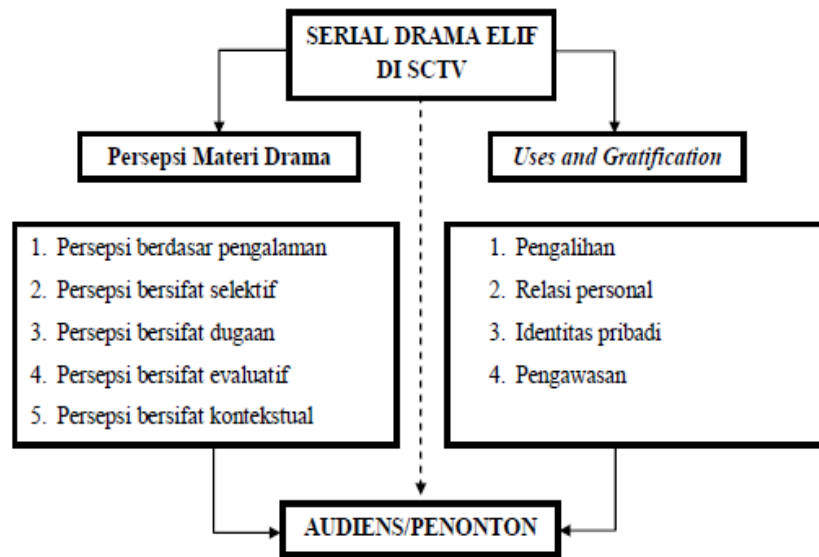 SERIAL DRAMA ELIF
DI SCTV
Persepsi Materi Drama
Uses and Gratification
1. Persepsi berdasar pengalaman
2. Persepsi bersifat selektif
3. Persepsi bersifat dugaan
4. Persepsi bersifat evaluatif
5. Persepsi bersifat kontekstual
1. Pengalihan
2. Relasi personal
3. Identitas pribadi
4. Pengawasan
AUDIENS/PENONTON